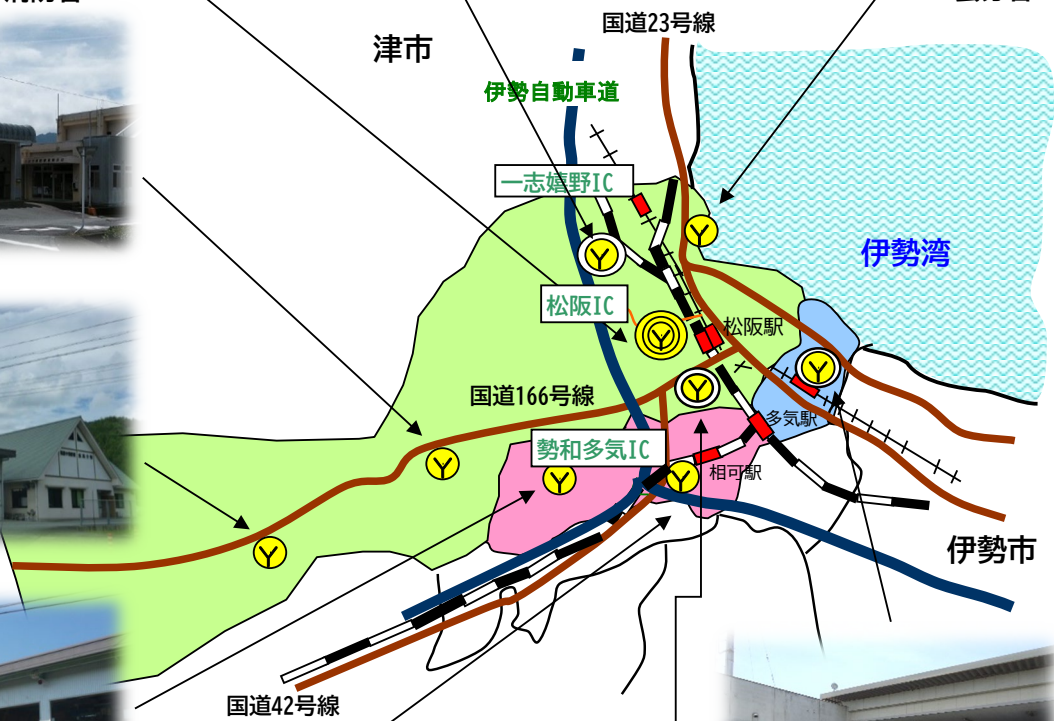 国道23号線
津市
伊勢自動車道
一志嬉野IC
伊勢湾
松阪IC
松阪駅
国道166号線
多気駅
勢和多気IC
相可駅
伊勢市
国道42号線